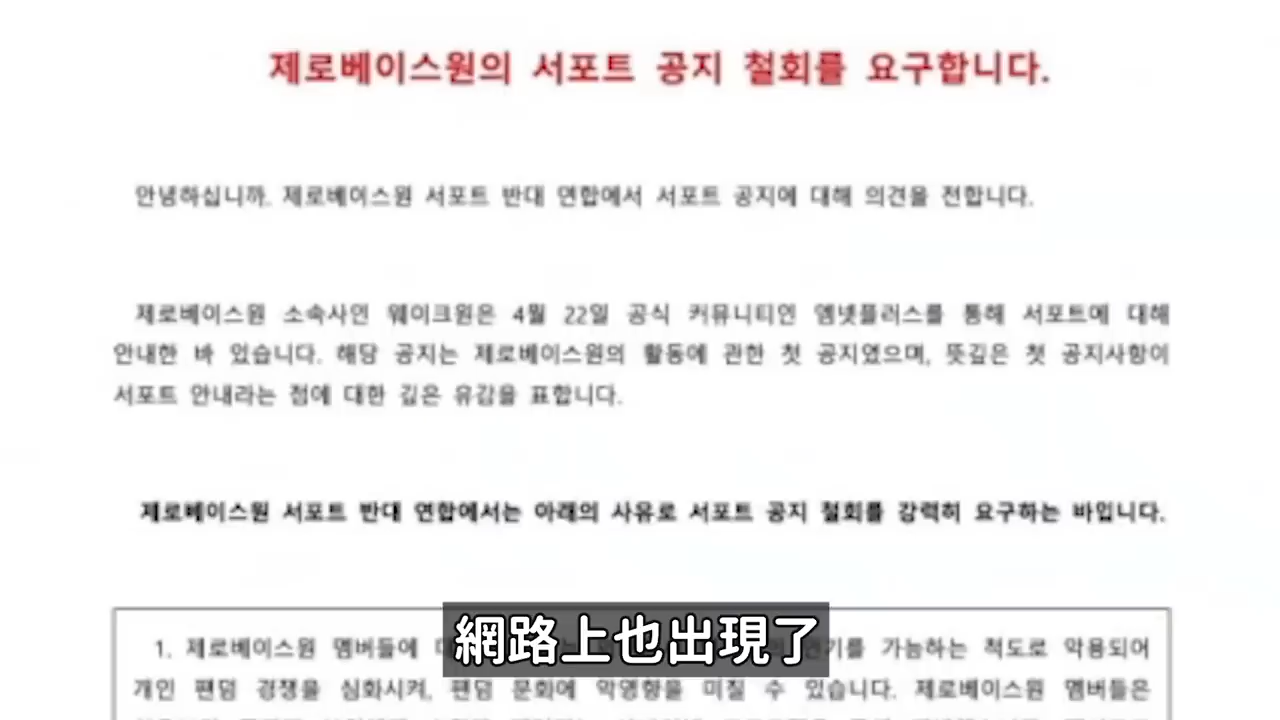 제로베이스원의 서포트 공지 철회를 요구합니다.
안녕하십니까. 제로베이스원 서포트 반대 연합에서 서포트 공지에 대해 의견을 전합니다.
제로베이스원 소속사인 웨이크원은 4월 22일 공식 커뮤니티인 엠넷플러스를 통해 서포트에 대해
안내한 바 있습니다. 해당 공지는 제로베이스원의 활동에 관한 첫 공지였으며, 뜻깊은 첫 공지사항이
서포트 안내라는 점에 대한 깊은 유감을 표합니다.
제로베이스원 서포트 반대 연합에서는 아래의 사유로 서포트 공지 철회를 강력히 요구하는 바입니다.
1. 제로베이스원 멤버들에 가능하는 척도로 악용되어
網路上也出現了
개인 팬덤 경쟁을 심화시켜, 팬덤 문화에 악영향을 미칠 수 있습니다. 제로베이스원 멤버들은